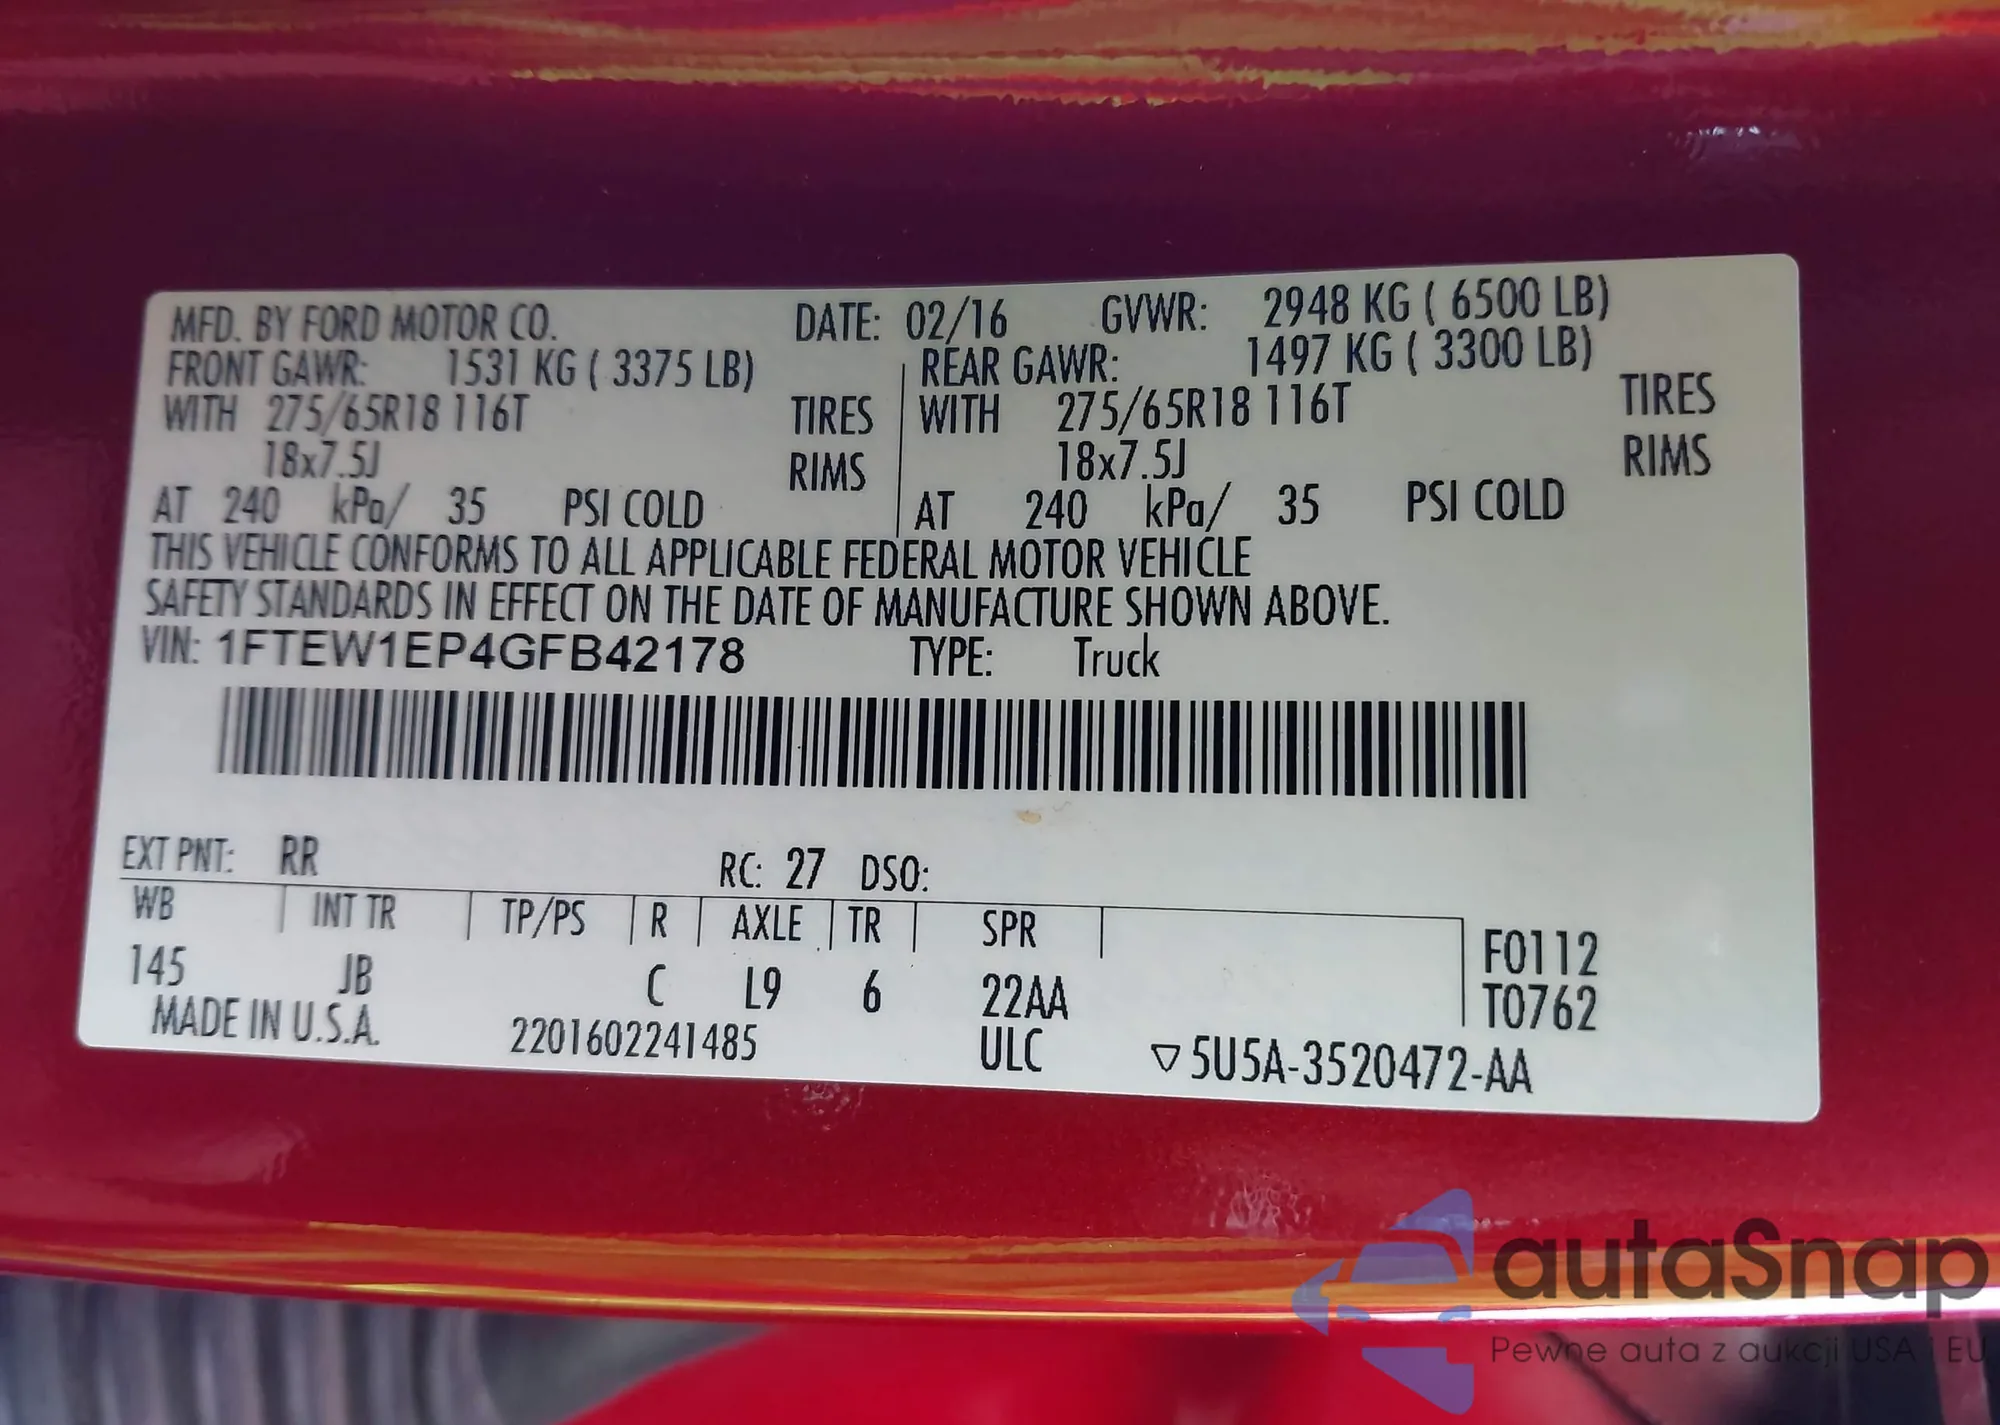 MFD. BY FORD MOTOR CO. DATE: 02/16 GVWR: 2948 KG ( 6500 LB)
FRONT GAWR: 1531 KG ( 3375 LB) REAR GAWR: 1497 KG ( 3300 LB)
WITH 275/65R18 116T TIRES WITH 275/65R18 116T TIRES
18x7.5J RIMS 18x7.5J RIMS
AT 240 kPa/ 35 PSI COLD AT 240 kPa/ 35 PSI COLD
THIS VEHICLE CONFORMS TO ALL APPLICABLE FEDERAL MOTOR VEHICLE
SAFETY STANDARDS IN EFFECT ON THE DATE OF MANUFACTURE SHOWN ABOVE.
VIN: 1FTEW1EP4GFB42178 TYPE: Truck
EXT PNT: RR RC: 27 DSO:
WB INT TR TP/PS R AXLE TR SPR
145 JB C L9 6 22AA
F0112
T0762
MADE IN U.S.A. 2201602241485 ULC ▽5U5A-3520472-AA
autaSnap
Pewne auta z aukcji USA i EU